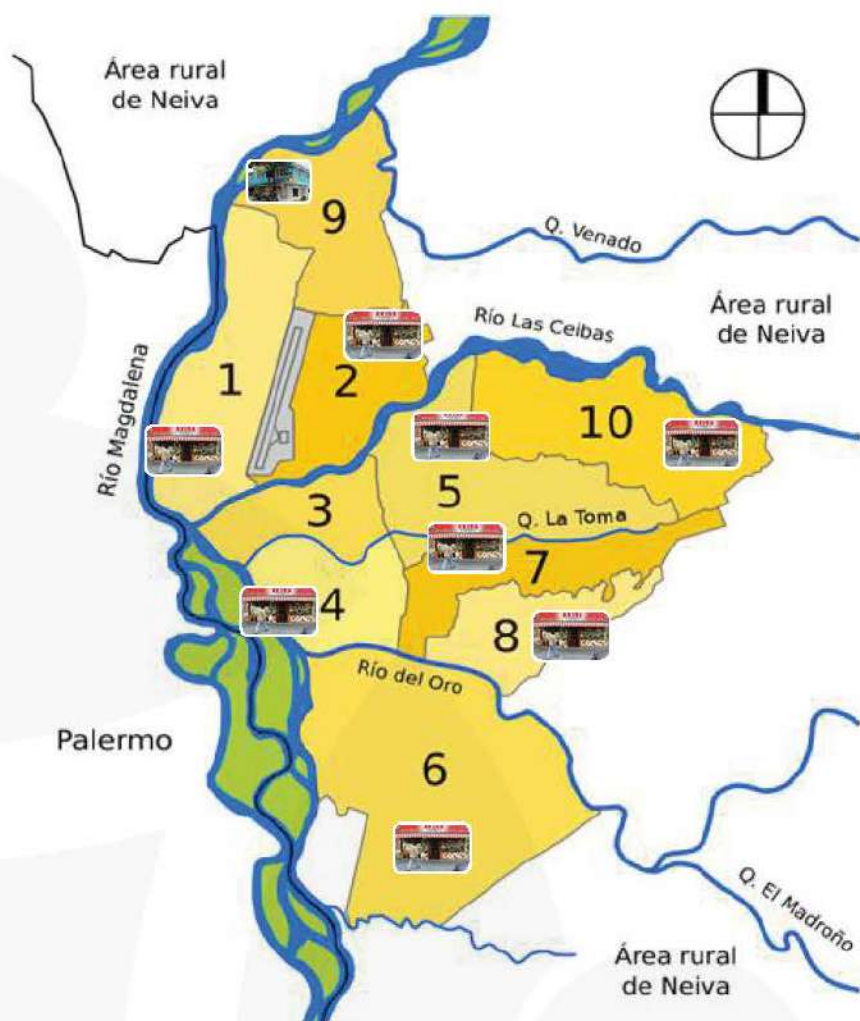 Área rural
de Neiva
9
Q. Venado
Río Las Ceibas
Área rural
de Neiva
Río Magdalena
1
2
10
3
5
Q. La Toma
7
4
8
Río del Oro
Palermo
6
Q. El Madroño
Área rural
de Neiva